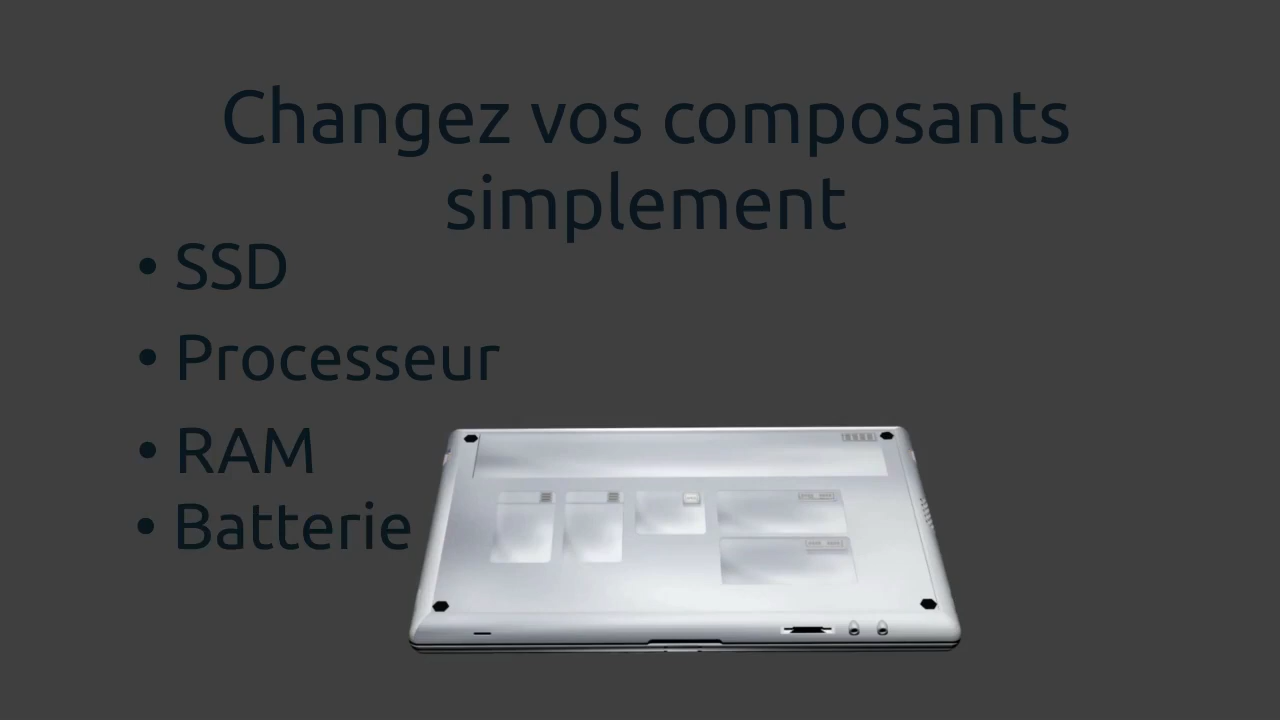 Changez vos composants
simplement
• SSD
• Processeur
• RAM
• Batterie